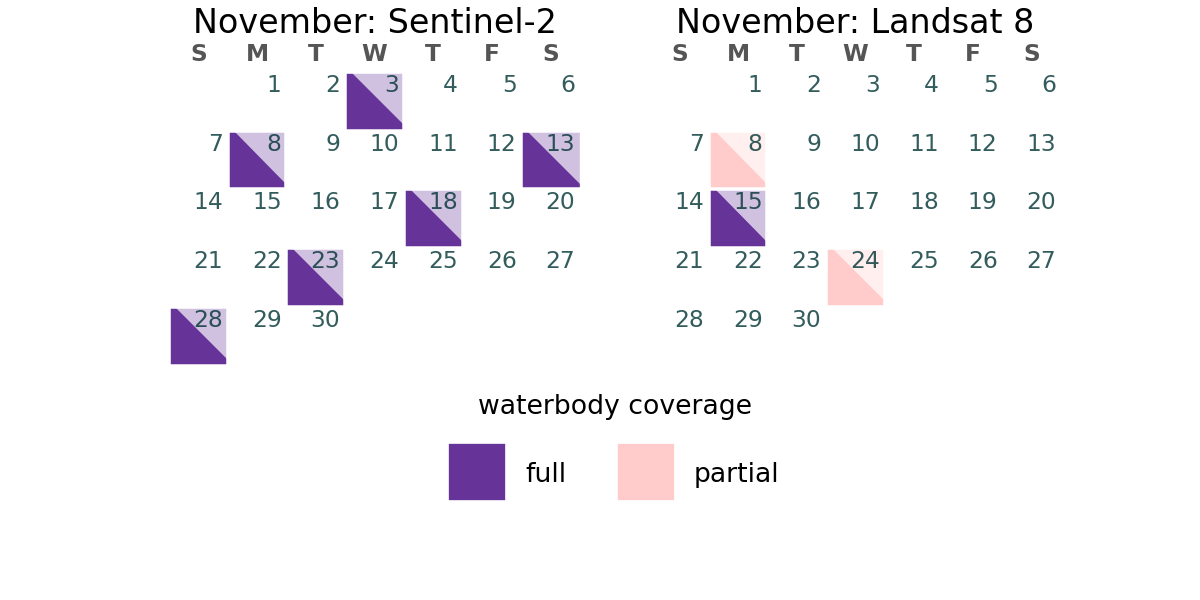 November: Sentinel-2
S M T W T F S
1 2 3 4 5 6
7 8 9 10 11 12 13
14 15 16 17 18 19 20
21 22 23 24 25 26 27
28 29 30
November: Landsat 8
S M T W T F S
1 2 3 4 5 6
7 8 9 10 11 12 13
14 15 16 17 18 19 20
21 22 23 24 25 26 27
28 29 30
waterbody coverage
full partial